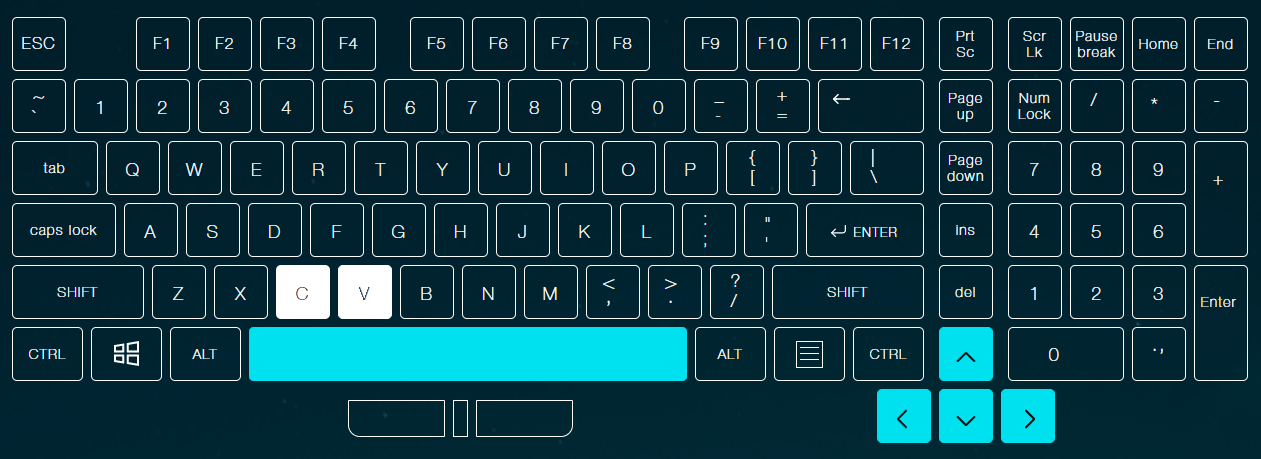 ESC F1 F2 F3 F4 F5 F6 F7 F8 F9 F10 F11 F12 Prt Sc Scr Lk Pause break Home End
~ ` 1 2 3 4 5 6 7 8 9 0 _ - + = ← Page up Num Lock / * -
tab Q W E R T Y U I O P { [ } ] | \ Page down 7 8 9 +
caps lock A S D F G H J K L : ; " ' ↵ ENTER ins 4 5 6
SHIFT Z X C V B N M < , > . ? / SHIFT del 1 2 3 Enter
CTRL ALT ALT CTRL 0 . ,